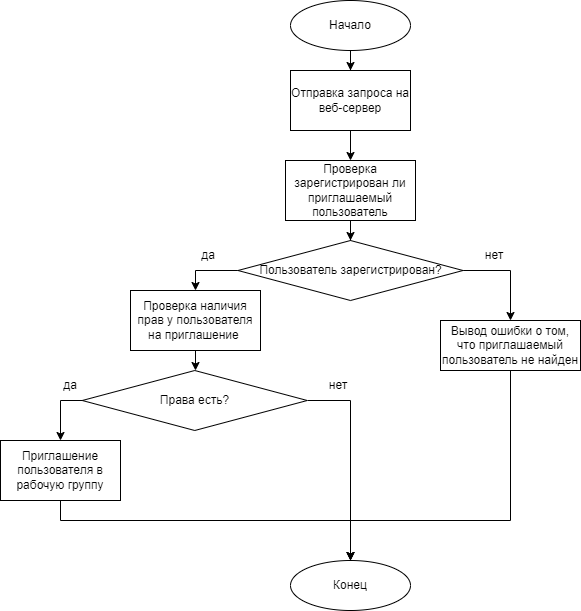 Начало
Отправка запроса на
веб-сервер
Проверка
зарегистрирован ли
приглашаемый
пользователь
да
нет
Пользователь зарегистрирован?
Проверка наличия
прав у пользователя
на приглашение
Вывод ошибки о том,
что приглашаемый
пользователь не найден
да
нет
Права есть?
Приглашение
пользователя в
рабочую группу
Конец